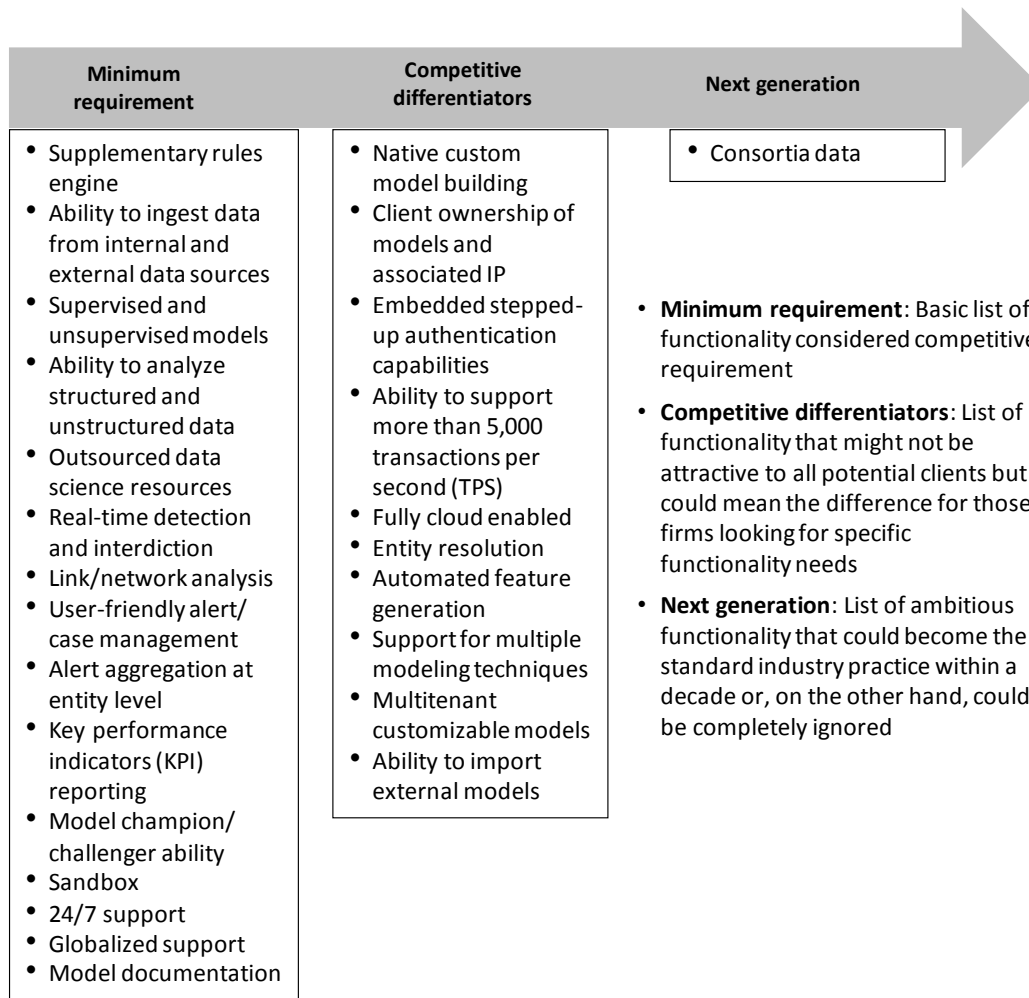 Minimum
requirement
Competitive
differentiators
Next generation
• Supplementary rules
engine
• Ability to ingest data
from internal and
external data sources
• Supervised and
unsupervised models
• Ability to analyze
structured and
unstructured data
• Outsourced data
science resources
• Real-time detection
and interdiction
• Link/network analysis
• User-friendly alert/
case management
• Alert aggregation at
entity level
• Key performance
indicators (KPI)
reporting
• Model champion/
challenger ability
• Sandbox
• 24/7 support
• Globalized support
• Model documentation
• Native custom
model building
• Client ownership of
models and
associated IP
• Embedded stepped-
up authentication
capabilities
• Ability to support
more than 5,000
transactions per
second (TPS)
• Fully cloud enabled
• Entity resolution
• Automated feature
generation
• Support for multiple
modeling techniques
• Multitenant
customizable models
• Ability to import
external models
• Consortia data
• Minimum requirement: Basic list of
functionality considered competitive
requirement
• Competitive differentiators: List of
functionality that might not be
attractive to all potential clients but
could mean the difference for those
firms looking for specific
functionality needs
• Next generation: List of ambitious
functionality that could become the
standard industry practice within a
decade or, on the other hand, could
be completely ignored